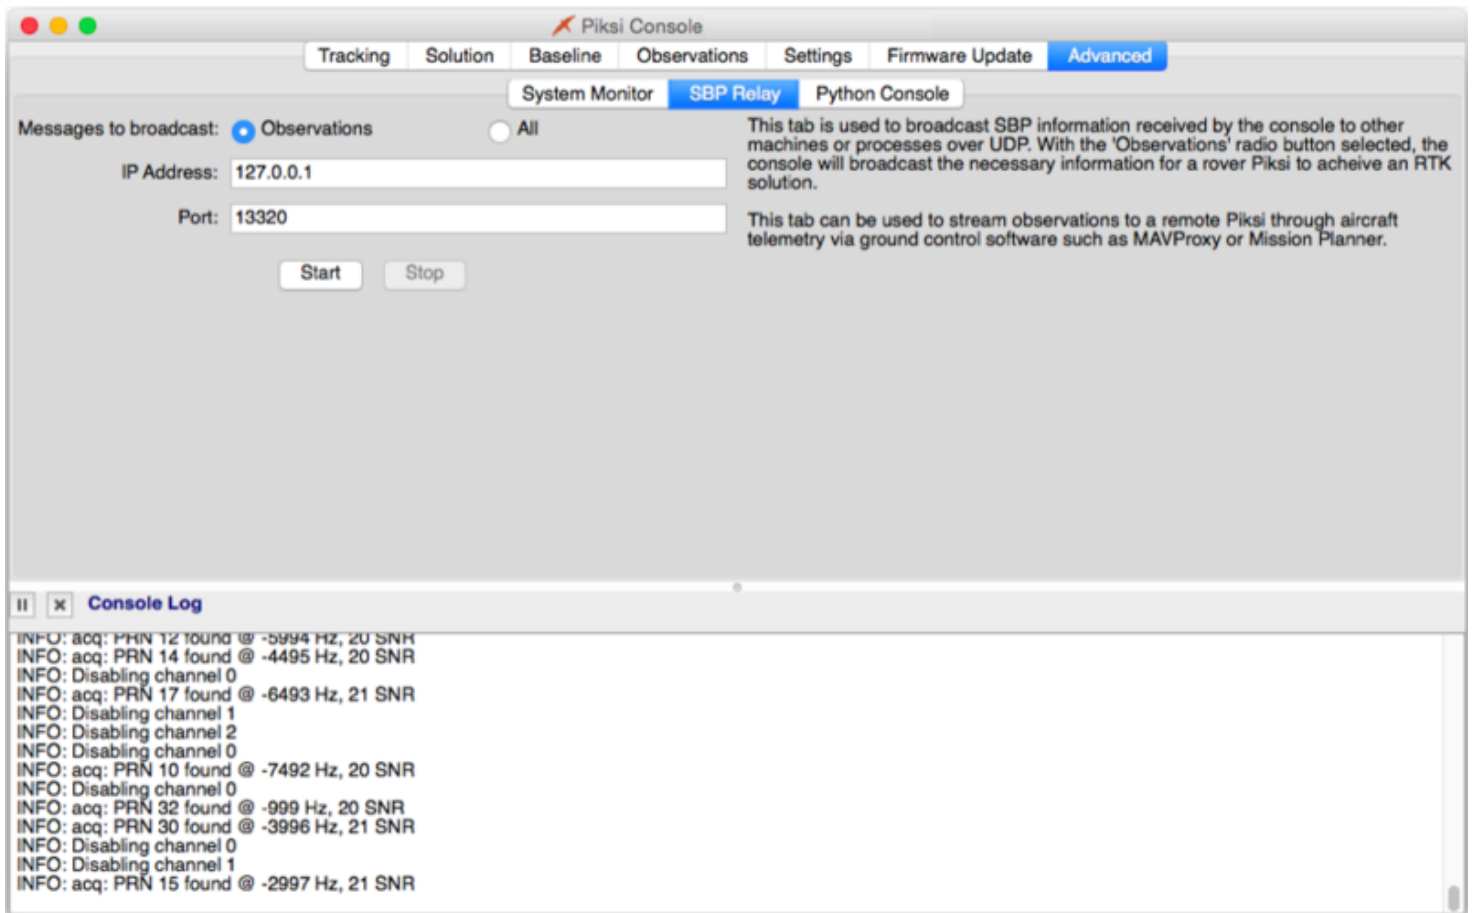 Piksi Console
Tracking Solution Baseline Observations Settings Firmware Update Advanced
System Monitor SBP Relay Python Console
Messages to broadcast: Observations All
IP Address: 127.0.0.1
Port: 13320
Start Stop
This tab is used to broadcast SBP information received by the console to other
machines or processes over UDP. With the 'Observations' radio button selected, the
console will broadcast the necessary information for a rover Piksi to acheive an RTK
solution.
This tab can be used to stream observations to a remote Piksi through aircraft
telemetry via ground control software such as MAVProxy or Mission Planner.
Console Log
INFO: acq: PRN 12 found @ -5994 Hz, 20 SNR
INFO: acq: PRN 14 found @ -4495 Hz, 20 SNR
INFO: Disabling channel 0
INFO: acq: PRN 17 found @ -6493 Hz, 21 SNR
INFO: Disabling channel 1
INFO: Disabling channel 2
INFO: Disabling channel 0
INFO: acq: PRN 10 found @ -7492 Hz, 20 SNR
INFO: Disabling channel 0
INFO: acq: PRN 32 found @ -999 Hz, 20 SNR
INFO: acq: PRN 30 found @ -3996 Hz, 21 SNR
INFO: Disabling channel 0
INFO: Disabling channel 1
INFO: acq: PRN 15 found @ -2997 Hz, 21 SNR